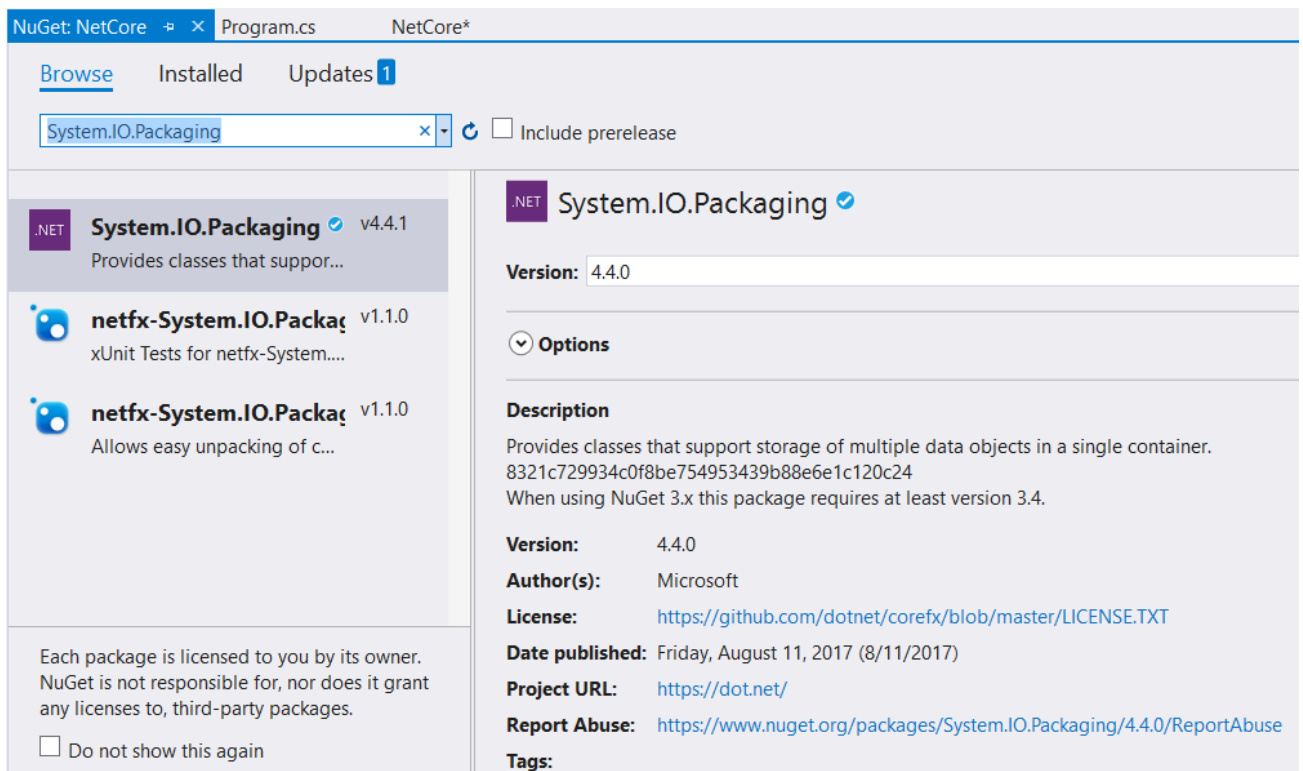 NuGet: NetCore
Program.cs
NetCore*
Browse
Installed
Updates 1
System.IO.Packaging
Include prerelease
.NET
System.IO.Packaging
v4.4.1
Provides classes that suppor...
netfx-System.IO.Packag
v1.1.0
xUnit Tests for netfx-System....
netfx-System.IO.Packag
v1.1.0
Allows easy unpacking of c...
Each package is licensed to you by its owner.
NuGet is not responsible for, nor does it grant
any licenses to, third-party packages.
Do not show this again
.NET
System.IO.Packaging
Version: 4.4.0
Options
Description
Provides classes that support storage of multiple data objects in a single container.
8321c729934c0f8be754953439b88e6e1c120c24
When using NuGet 3.x this package requires at least version 3.4.
Version: 4.4.0
Author(s): Microsoft
License: https://github.com/dotnet/corefx/blob/master/LICENSE.TXT
Date published: Friday, August 11, 2017 (8/11/2017)
Project URL: https://dot.net/
Report Abuse: https://www.nuget.org/packages/System.IO.Packaging/4.4.0/ReportAbuse
Tags: